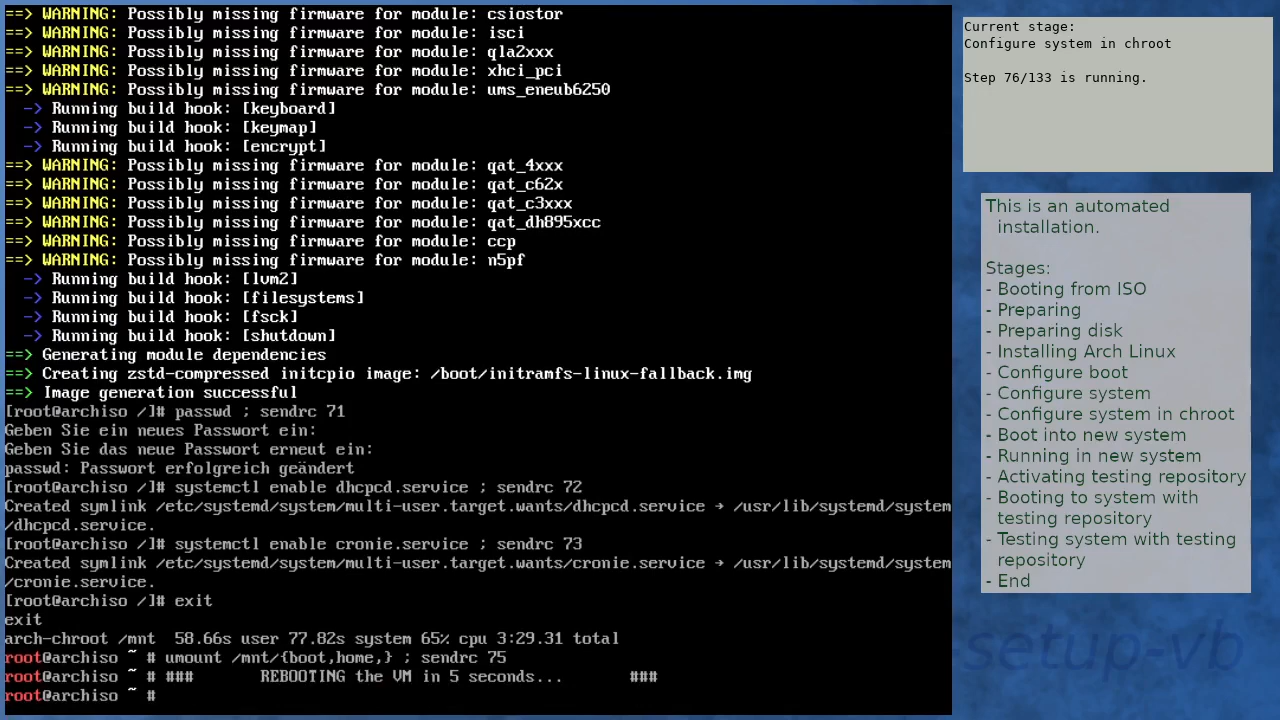 ==> WARNING: Possibly missing firmware for module: csiostor
==> WARNING: Possibly missing firmware for module: isci
==> WARNING: Possibly missing firmware for module: qla2xxx
==> WARNING: Possibly missing firmware for module: xhci_pci
==> WARNING: Possibly missing firmware for module: ums_eneub6250
  -> Running build hook: [keyboard]
  -> Running build hook: [keymap]
  -> Running build hook: [encrypt]
==> WARNING: Possibly missing firmware for module: qat_4xxx
==> WARNING: Possibly missing firmware for module: qat_c62x
==> WARNING: Possibly missing firmware for module: qat_c3xxx
==> WARNING: Possibly missing firmware for module: qat_dh895xcc
==> WARNING: Possibly missing firmware for module: ccp
==> WARNING: Possibly missing firmware for module: n5pf
  -> Running build hook: [lvm2]
  -> Running build hook: [filesystems]
  -> Running build hook: [fsck]
  -> Running build hook: [shutdown]
==> Generating module dependencies
==> Creating zstd-compressed initcpio image: /boot/initramfs-linux-fallback.img
==> Image generation successful
[root@archiso /]# passwd ; sendrc 71
Geben Sie ein neues Passwort ein:
Geben Sie das neue Passwort erneut ein:
passwd: Passwort erfolgreich geändert
[root@archiso /]# systemctl enable dhcpcd.service ; sendrc 72
Created symlink /etc/systemd/system/multi-user.target.wants/dhcpcd.service → /usr/lib/systemd/system
/dhcpcd.service.
[root@archiso /]# systemctl enable cronie.service ; sendrc 73
Created symlink /etc/systemd/system/multi-user.target.wants/cronie.service → /usr/lib/systemd/system
/cronie.service.
[root@archiso /]# exit
exit
arch-chroot /mnt  58.66s user 77.82s system 65% cpu 3:29.31 total
root@archiso ~ # umount /mnt/{boot,home,} ; sendrc 75
root@archiso ~ # ###       REBOOTING the VM in 5 seconds...       ###
root@archiso ~ #
Current stage:
Configure system in chroot
Step 76/133 is running.
This is an automated
installation.
Stages:
- Booting from ISO
- Preparing
- Preparing disk
- Installing Arch Linux
- Configure boot
- Configure system
- Configure system in chroot
- Boot into new system
- Running in new system
- Activating testing repository
- Booting to system with
testing repository
- Testing system with testing
repository
- End
setup-vb